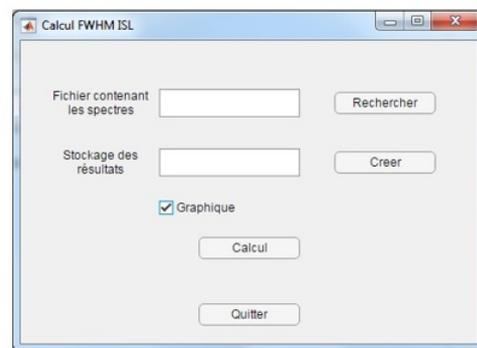 Calcul FWHM ISL
Fichier contenant
les spectres
Rechercher
Stockage des
résultats
Creer
Graphique
Calcul
Quitter